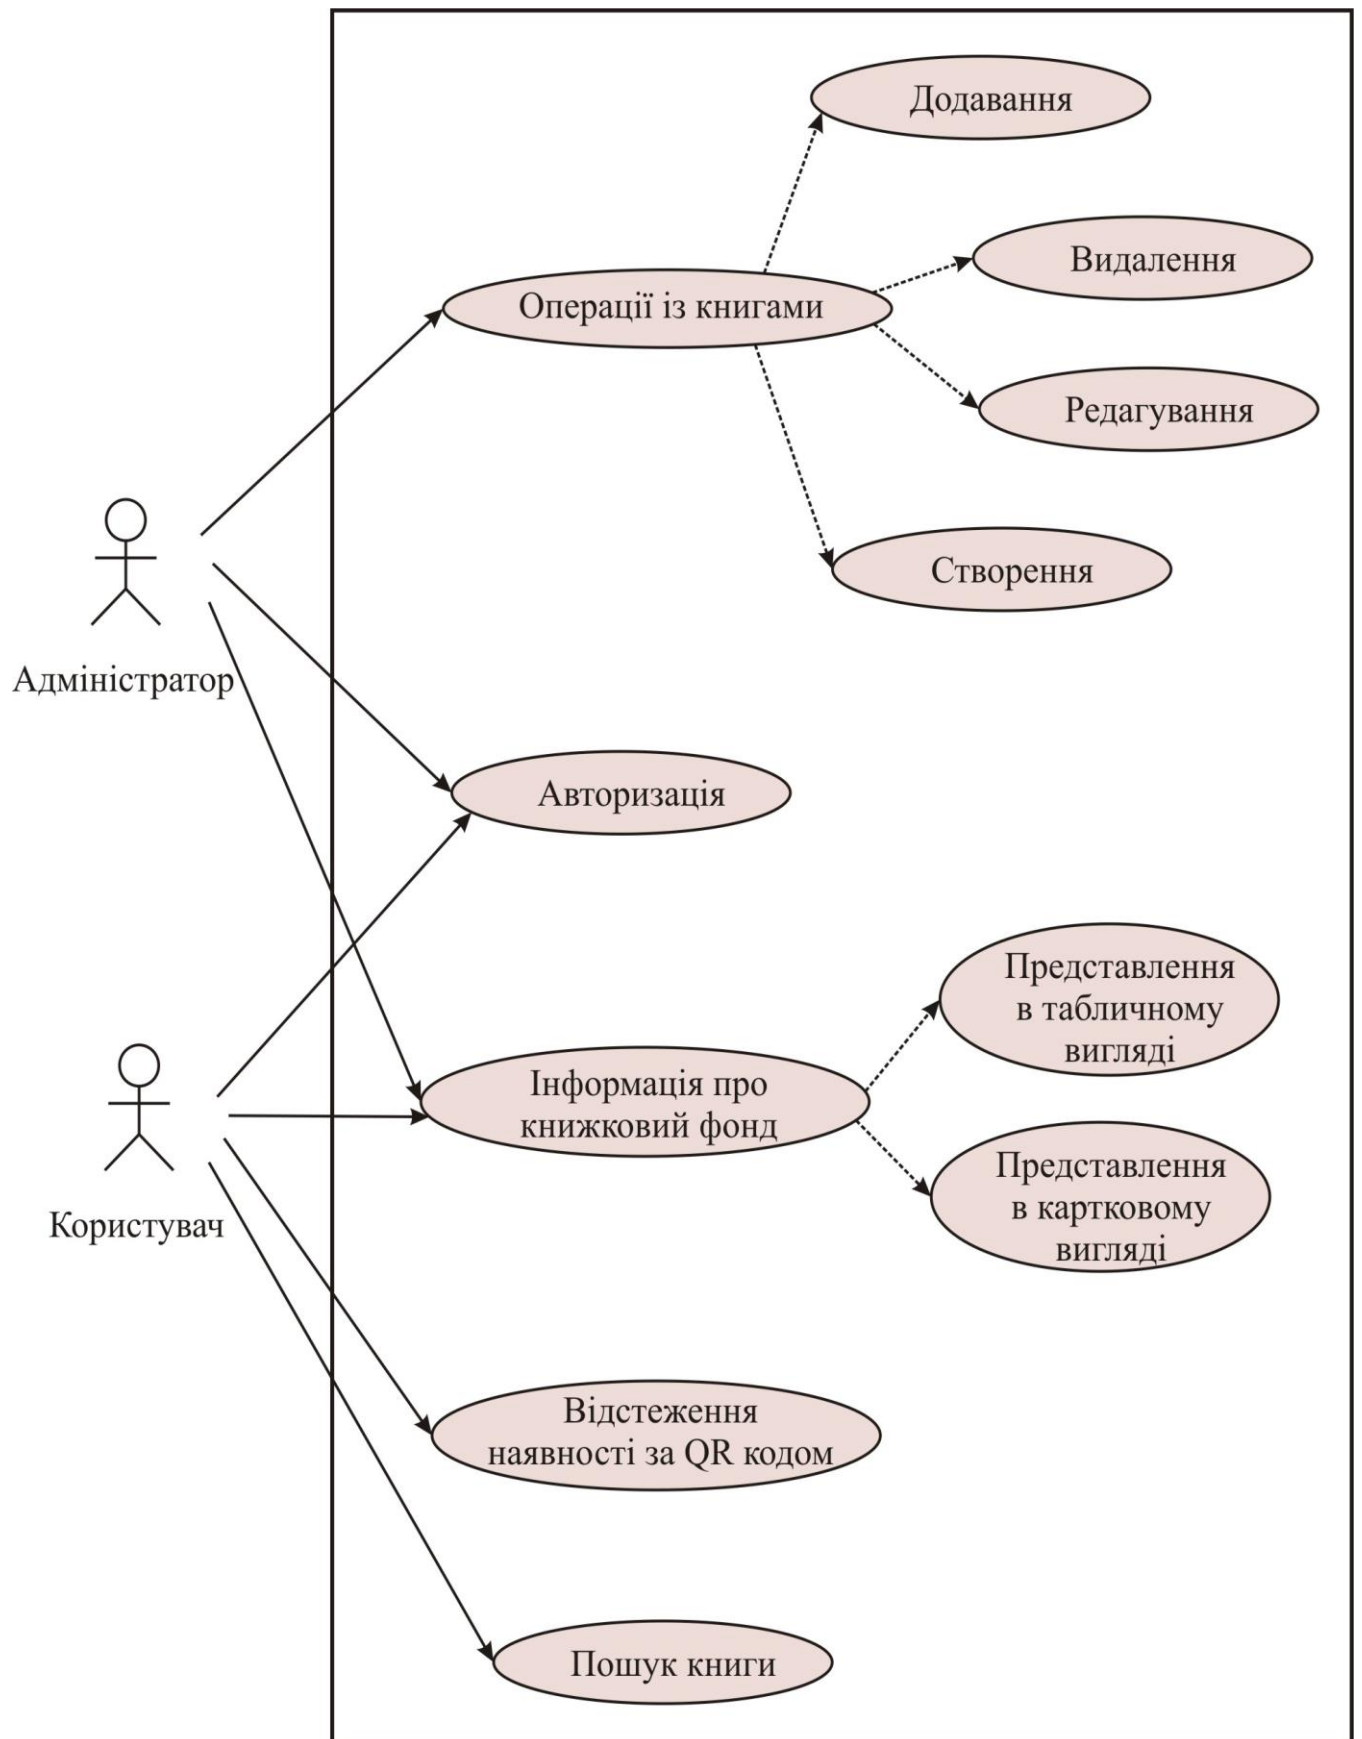 Додавання
Видалення
Операції із книгами
Редагування
Створення
Адміністратор
Авторизація
Представлення
в табличному
вигляді
Інформація про
книжковий фонд
Представлення
в картковому
вигляді
Користувач
Відстеження
наявності за QR кодом
Пошук книги